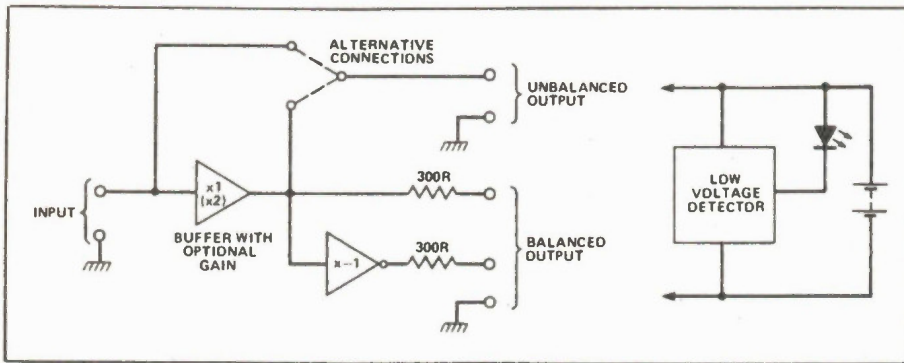 ALTERNATIVE
CONNECTIONS
UNBALANCED
OUTPUT
INPUT
x1
(x2)
BUFFER WITH
OPTIONAL
GAIN
300R
x-1
300R
BALANCED
OUTPUT
LOW
VOLTAGE
DETECTOR